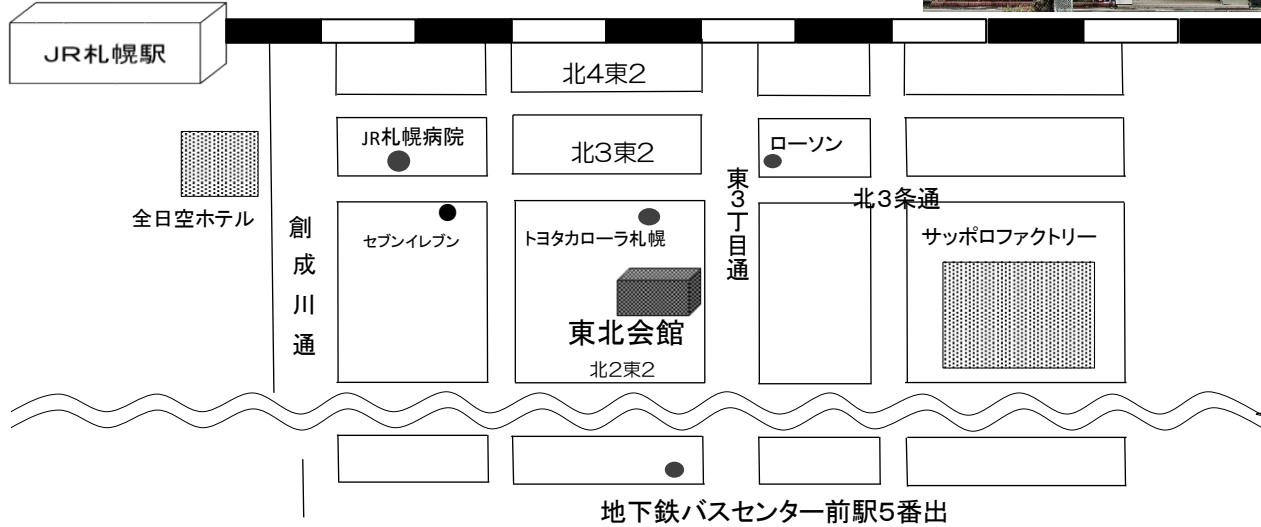 JR札幌駅
北4東2
JR札幌病院
北3東2
ローソン
全日空ホテル
創成川通
セブンイレブン
トヨタカローラ札幌
東3丁目通
北3条通
サッポロファクトリー
東北会館
北2東2
地下鉄バスセンター前駅5番出